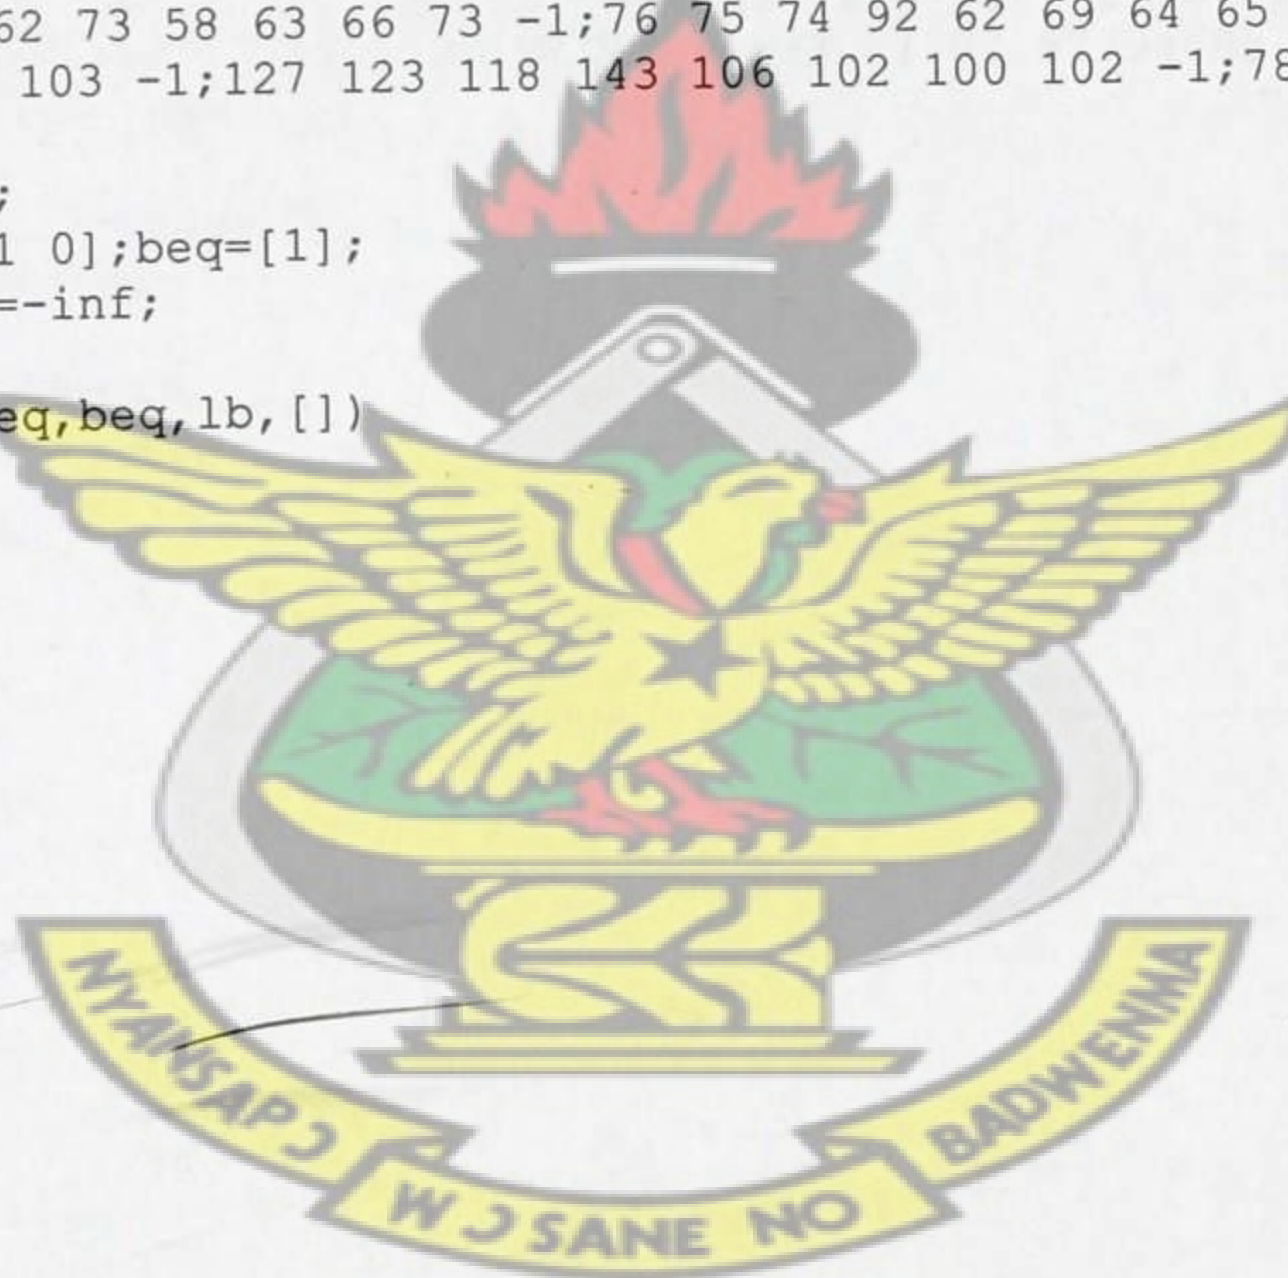 62 73 58 63 66 73 -1;76 75 74 92 62 69 64 65
103 -1;127 123 118 143 106 102 100 102 -1;78
;
1 0];beq=[1];
=-inf;
eq,beq,lb,[])
NYANSAPƆ
WƆSANE NO
BADWENMA